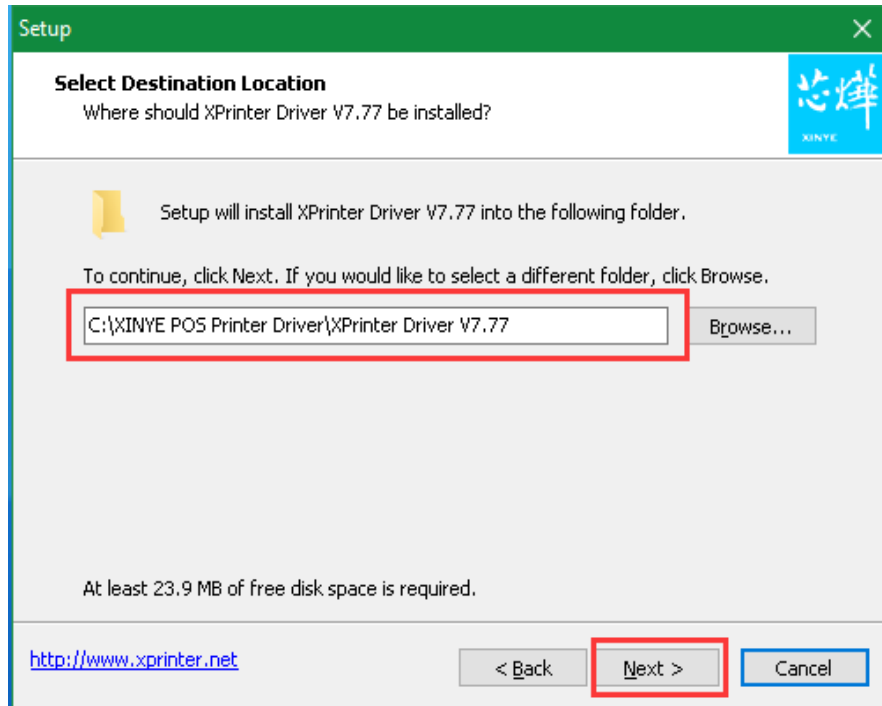 Setup
Select Destination Location
Where should XPrinter Driver V7.77 be installed?
芯烨
XINYE
Setup will install XPrinter Driver V7.77 into the following folder.
To continue, click Next. If you would like to select a different folder, click Browse.
C:\XINYE POS Printer Driver\XPrinter Driver V7.77
Browse...
At least 23.9 MB of free disk space is required.
http://www.xprinter.net
< Back
Next >
Cancel